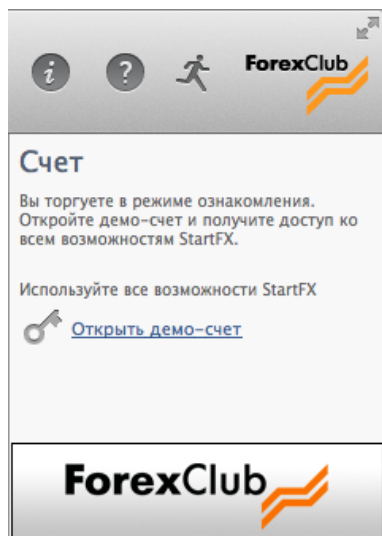 i ? ForexClub
Счет
Вы торгуете в режиме ознакомления.
Откройте демо-счет и получите доступ ко
всем возможностям StartFX.
Используйте все возможности StartFX
Открыть демо-счет
ForexClub